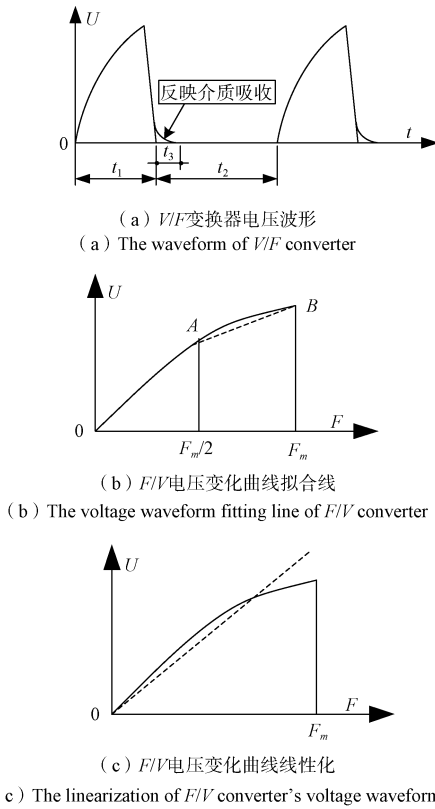 U
反映介质吸收
0
t
t₃
t₁
t₂
（a）V/F变换器电压波形
（a）The waveform of V/F converter
U
A
B
0
F
Fₘ/2
Fₘ
（b）F/V电压变化曲线拟合线
（b）The voltage waveform fitting line of F/V converter
U
0
F
Fₘ
（c）F/V电压变化曲线线性化
c）The linearization of F/V converter's voltage waveforn